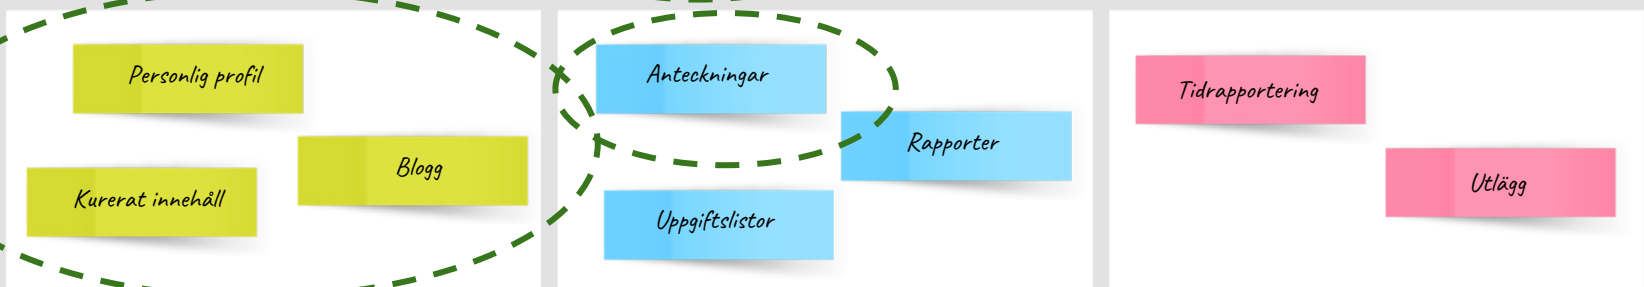 Personlig profil
Blogg
Kurerat innehåll
Anteckningar
Rapporter
Uppgiftslistor
Tidrapportering
Utlägg